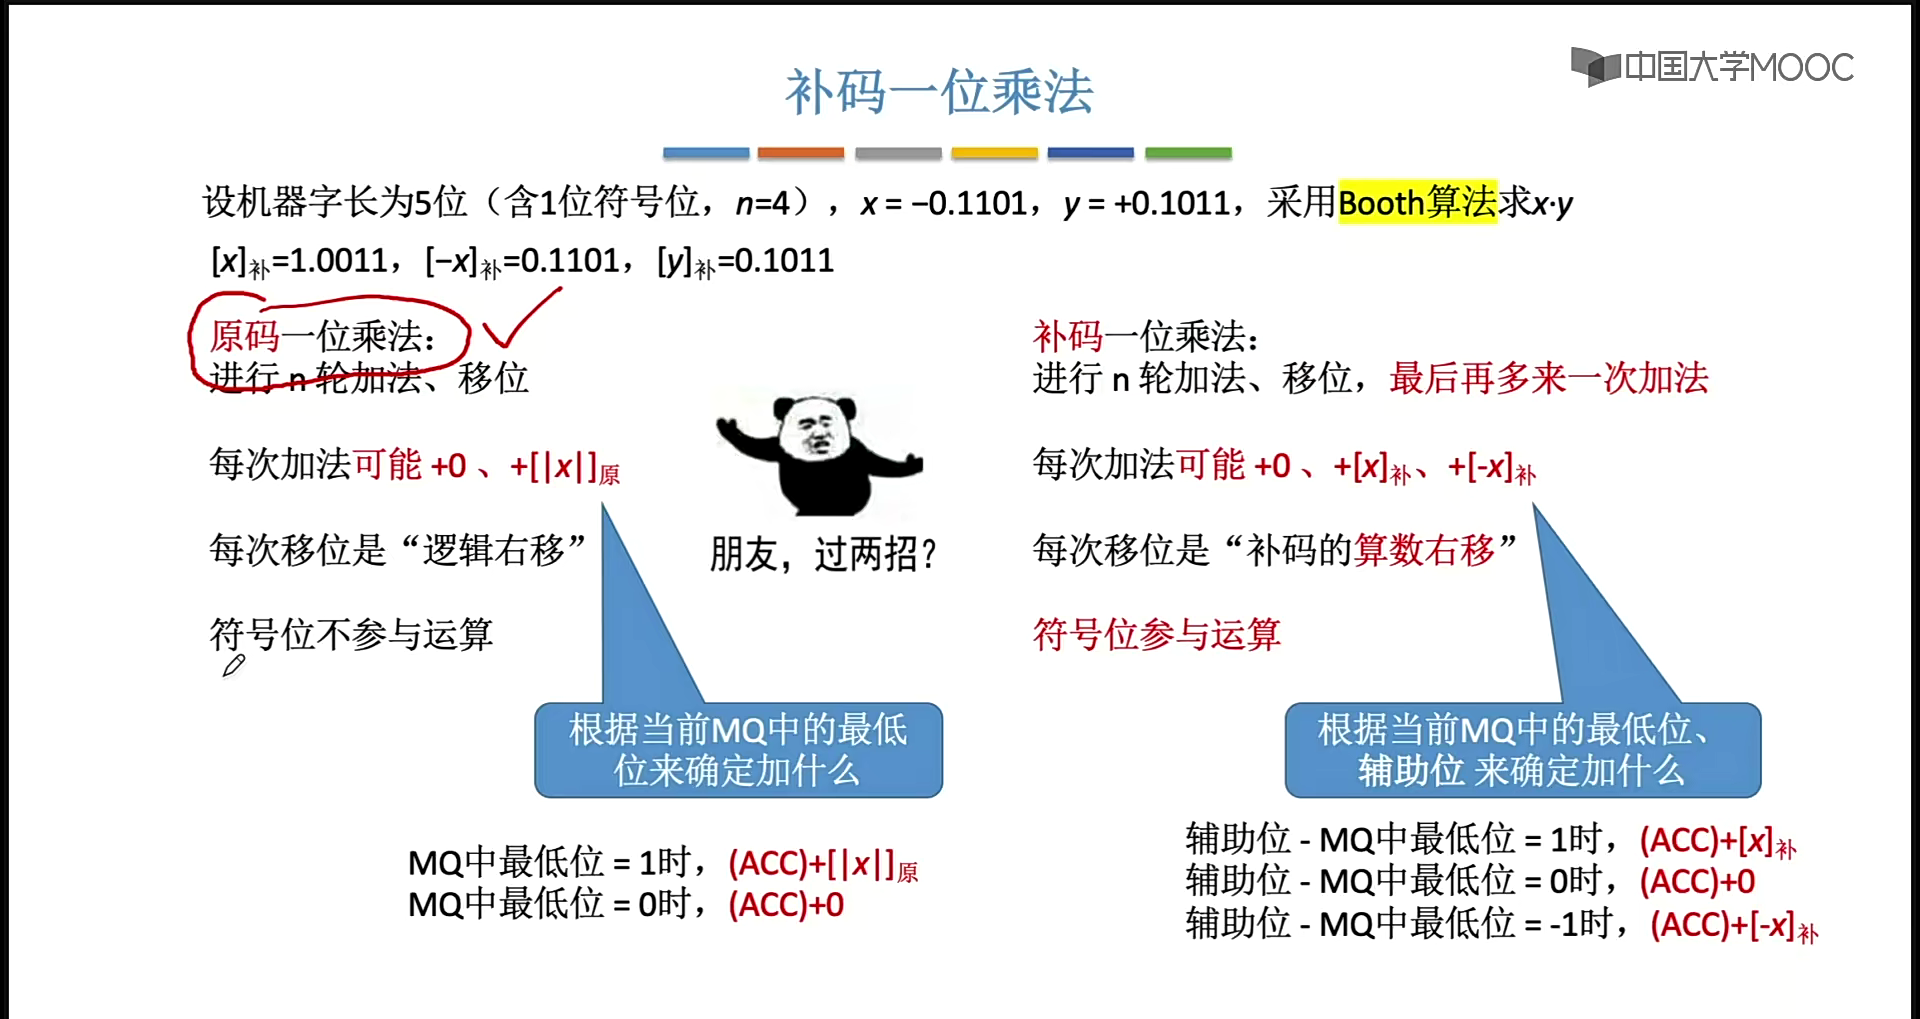 中国大学MOOC
补码一位乘法
设机器字长为5位（含1位符号位，n=4），x = −0.1101，y = +0.1011，采用Booth算法求x·y
[x]补=1.0011，[−x]补=0.1101，[y]补=0.1011
原码一位乘法：
进行 n 轮加法、移位
每次加法可能 +0 、+[|x|]原
每次移位是“逻辑右移”
符号位不参与运算
根据当前MQ中的最低
位来确定加什么
MQ中最低位 = 1时，(ACC)+[|x|]原
MQ中最低位 = 0时，(ACC)+0
朋友，过两招？
补码一位乘法：
进行 n 轮加法、移位，最后再多来一次加法
每次加法可能 +0 、+[x]补、+[-x]补
每次移位是“补码的算数右移”
符号位参与运算
根据当前MQ中的最低位、
辅助位 来确定加什么
辅助位 - MQ中最低位 = 1时，(ACC)+[x]补
辅助位 - MQ中最低位 = 0时，(ACC)+0
辅助位 - MQ中最低位 = -1时，(ACC)+[-x]补